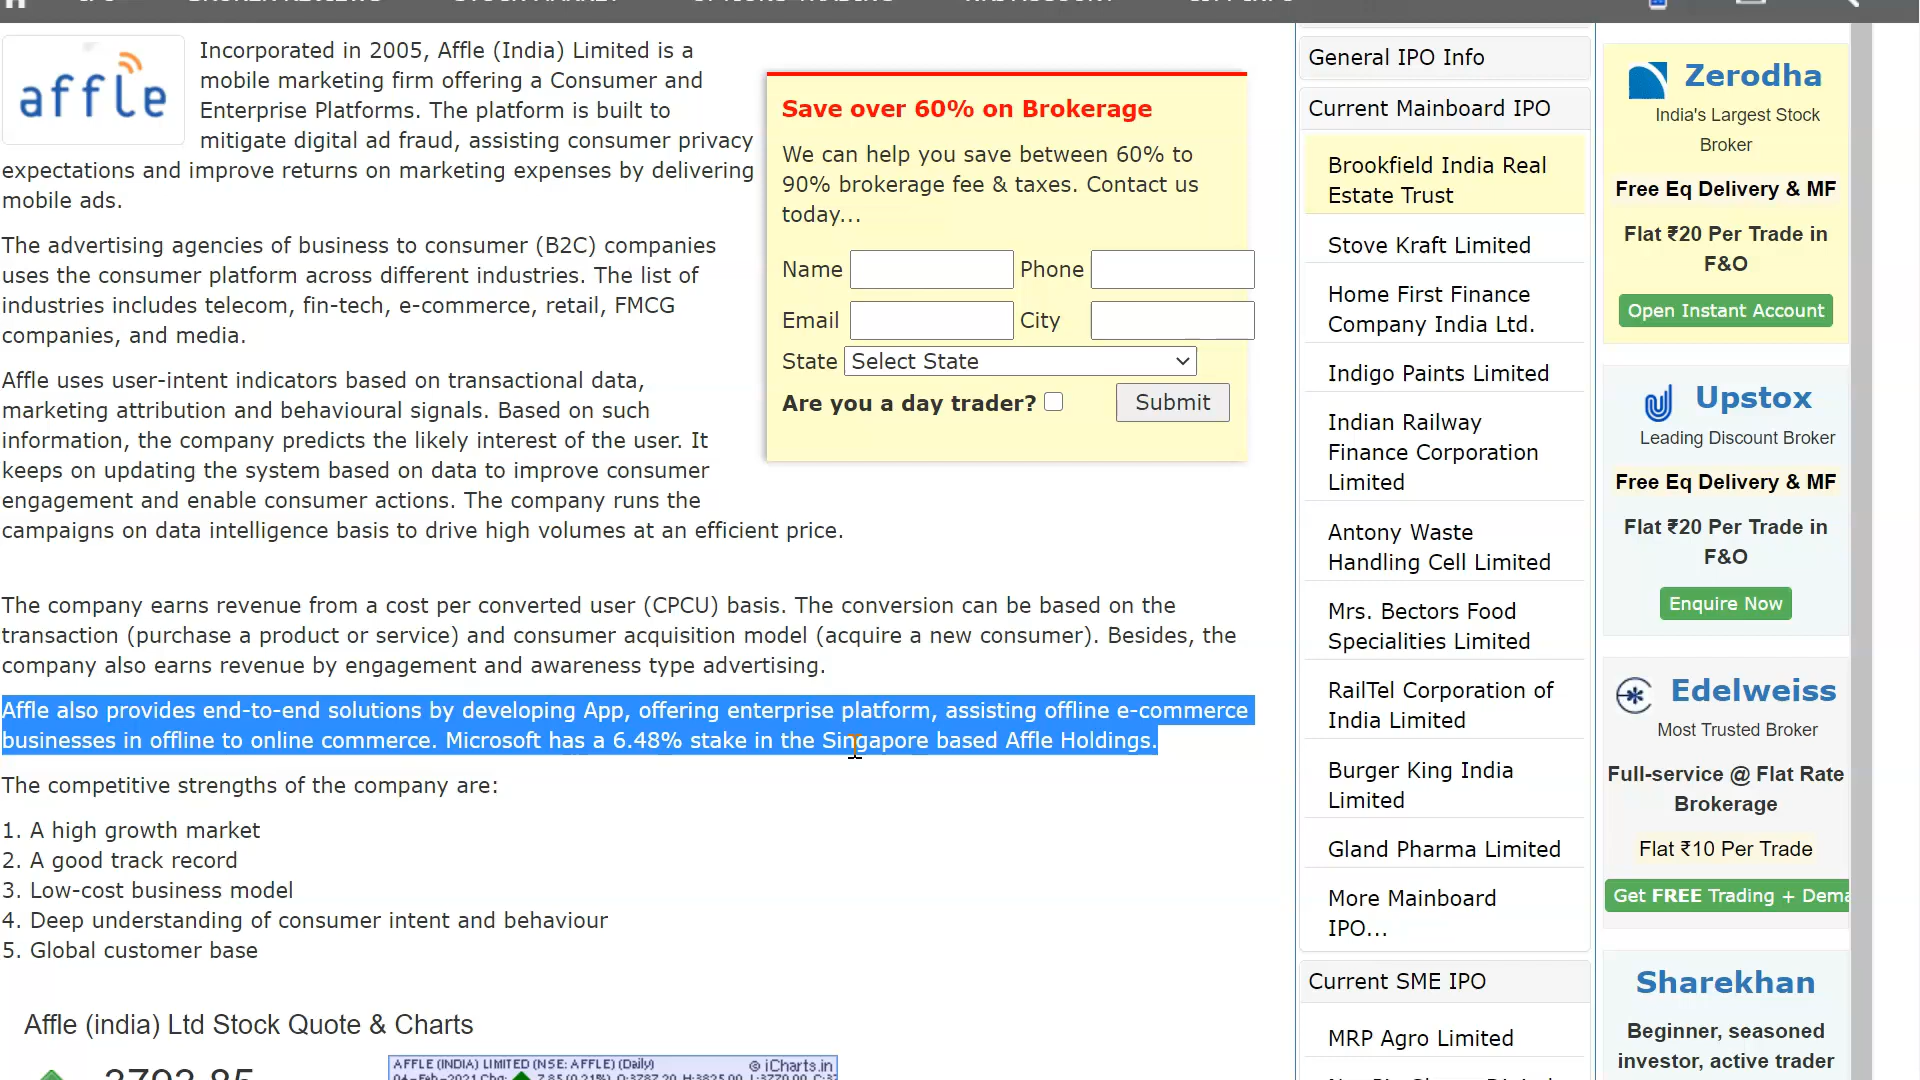 affle
Incorporated in 2005, Affle (India) Limited is a
mobile marketing firm offering a Consumer and
Enterprise Platforms. The platform is built to
mitigate digital ad fraud, assisting consumer privacy
expectations and improve returns on marketing expenses by delivering
mobile ads.
The advertising agencies of business to consumer (B2C) companies
uses the consumer platform across different industries. The list of
industries includes telecom, fin-tech, e-commerce, retail, FMCG
companies, and media.
Affle uses user-intent indicators based on transactional data,
marketing attribution and behavioural signals. Based on such
information, the company predicts the likely interest of the user. It
keeps on updating the system based on data to improve consumer
engagement and enable consumer actions. The company runs the
campaigns on data intelligence basis to drive high volumes at an efficient price.
The company earns revenue from a cost per converted user (CPCU) basis. The conversion can be based on the
transaction (purchase a product or service) and consumer acquisition model (acquire a new consumer). Besides, the
company also earns revenue by engagement and awareness type advertising.
Affle also provides end-to-end solutions by developing App, offering enterprise platform, assisting offline e-commerce
businesses in offline to online commerce. Microsoft has a 6.48% stake in the Singapore based Affle Holdings.
The competitive strengths of the company are:
1. A high growth market
2. A good track record
3. Low-cost business model
4. Deep understanding of consumer intent and behaviour
5. Global customer base
Affle (india) Ltd Stock Quote & Charts
AFFLE (INDIA) LIMITED (NSE: AFFLE) (Daily) © iCharts.in
Save over 60% on Brokerage
We can help you save between 60% to
90% brokerage fee & taxes. Contact us
today...
Name Phone
Email City
State Select State
Are you a day trader? Submit
General IPO Info
Current Mainboard IPO
Brookfield India Real
Estate Trust
Stove Kraft Limited
Home First Finance
Company India Ltd.
Indigo Paints Limited
Indian Railway
Finance Corporation
Limited
Antony Waste
Handling Cell Limited
Mrs. Bectors Food
Specialities Limited
RailTel Corporation of
India Limited
Burger King India
Limited
Gland Pharma Limited
More Mainboard
IPO...
Current SME IPO
MRP Agro Limited
Zerodha
India's Largest Stock
Broker
Free Eq Delivery & MF
Flat ₹20 Per Trade in
F&O
Open Instant Account
Upstox
Leading Discount Broker
Free Eq Delivery & MF
Flat ₹20 Per Trade in
F&O
Enquire Now
Edelweiss
Most Trusted Broker
Full-service @ Flat Rate
Brokerage
Flat ₹10 Per Trade
Get FREE Trading + Dema
Sharekhan
Beginner, seasoned
investor, active trader